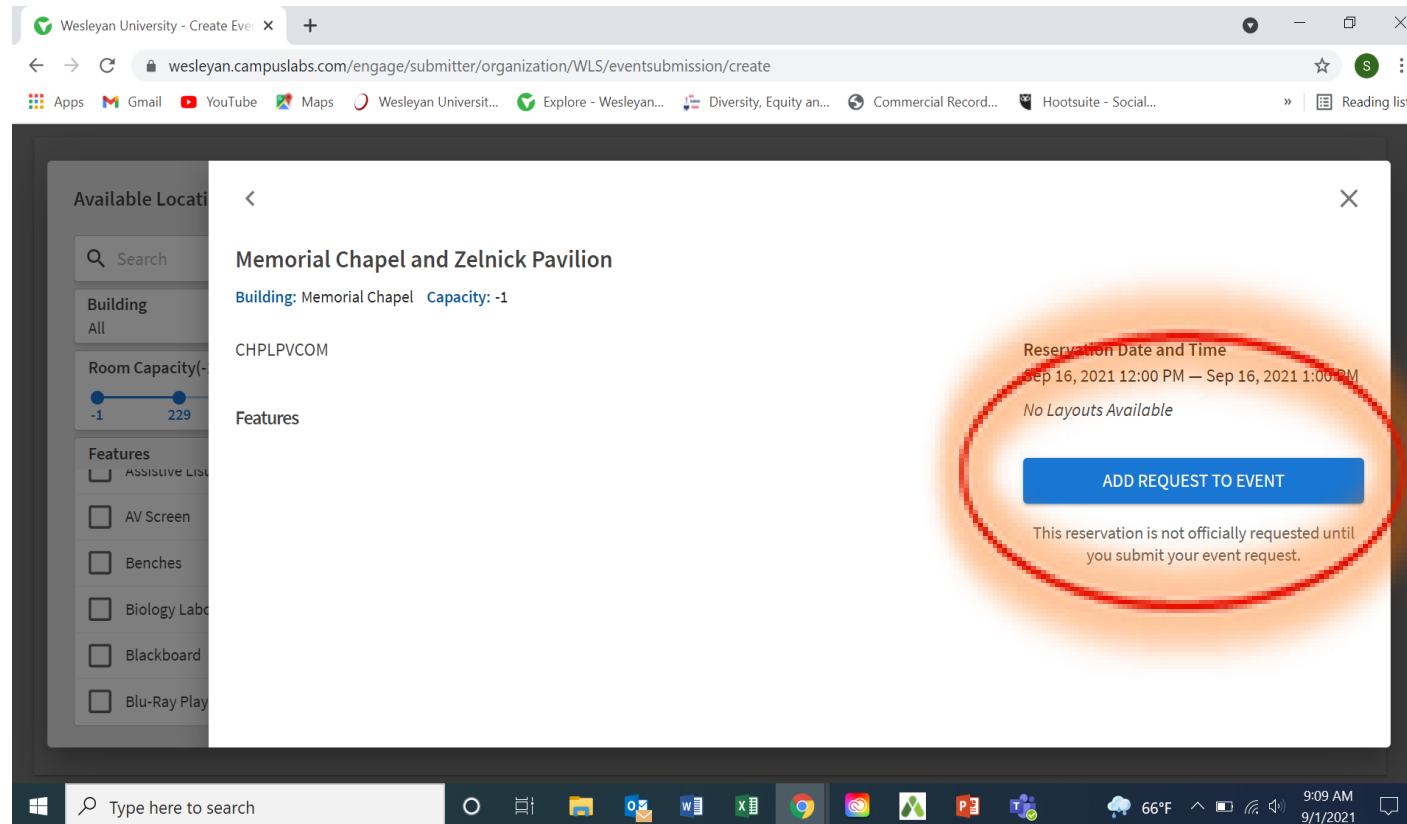 Wesleyan University - Create Eve
wesleyan.campuslabs.com/engage/submitter/organization/WLS/eventsubmission/create
S
Apps Gmail YouTube Maps Wesleyan Universit... Explore - Wesleyan... Diversity, Equity an... Commercial Record... Hootsuite - Social... » Reading list
Available Locati
Search
Building
All
Room Capacity(-
-1 229
Features
Assistive List
AV Screen
Benches
Biology Labo
Blackboard
Blu-Ray Play
Memorial Chapel and Zelnick Pavilion
Building: Memorial Chapel Capacity: -1
CHPLPVCOM
Features
Reservation Date and Time
Sep 16, 2021 12:00 PM — Sep 16, 2021 1:00 PM
No Layouts Available
ADD REQUEST TO EVENT
This reservation is not officially requested until
you submit your event request.
Type here to search
66°F
9:09 AM
9/1/2021